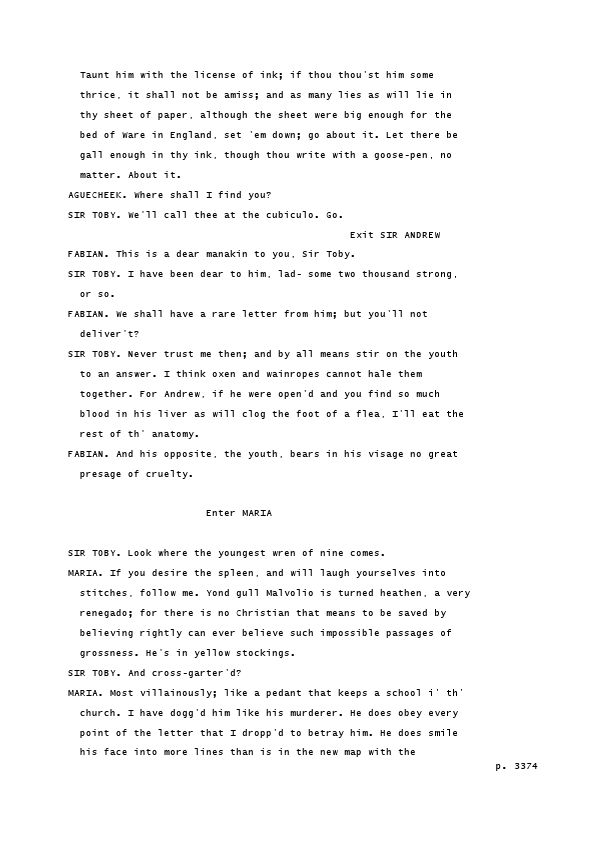 Taunt him with the license of ink; if thou thou'st him some
thrice, it shall not be amiss; and as many lies as will lie in
thy sheet of paper, although the sheet were big enough for the
bed of Ware in England, set 'em down; go about it. Let there be
gall enough in thy ink, though thou write with a goose-pen, no
matter. About it.
AGUECHEEK. Where shall I find you?
SIR TOBY. We'll call thee at the cubiculo. Go.
Exit SIR ANDREW
FABIAN. This is a dear manakin to you, Sir Toby.
SIR TOBY. I have been dear to him, lad- some two thousand strong,
or so.
FABIAN. We shall have a rare letter from him; but you'll not
deliver't?
SIR TOBY. Never trust me then; and by all means stir on the youth
to an answer. I think oxen and wainropes cannot hale them
together. For Andrew, if he were open'd and you find so much
blood in his liver as will clog the foot of a flea, I'll eat the
rest of th' anatomy.
FABIAN. And his opposite, the youth, bears in his visage no great
presage of cruelty.
Enter MARIA
SIR TOBY. Look where the youngest wren of nine comes.
MARIA. If you desire the spleen, and will laugh yourselves into
stitches, follow me. Yond gull Malvolio is turned heathen, a very
renegado; for there is no Christian that means to be saved by
believing rightly can ever believe such impossible passages of
grossness. He's in yellow stockings.
SIR TOBY. And cross-garter'd?
MARIA. Most villainously; like a pedant that keeps a school i' th'
church. I have dogg'd him like his murderer. He does obey every
point of the letter that I dropp'd to betray him. He does smile
his face into more lines than is in the new map with the
p. 3374